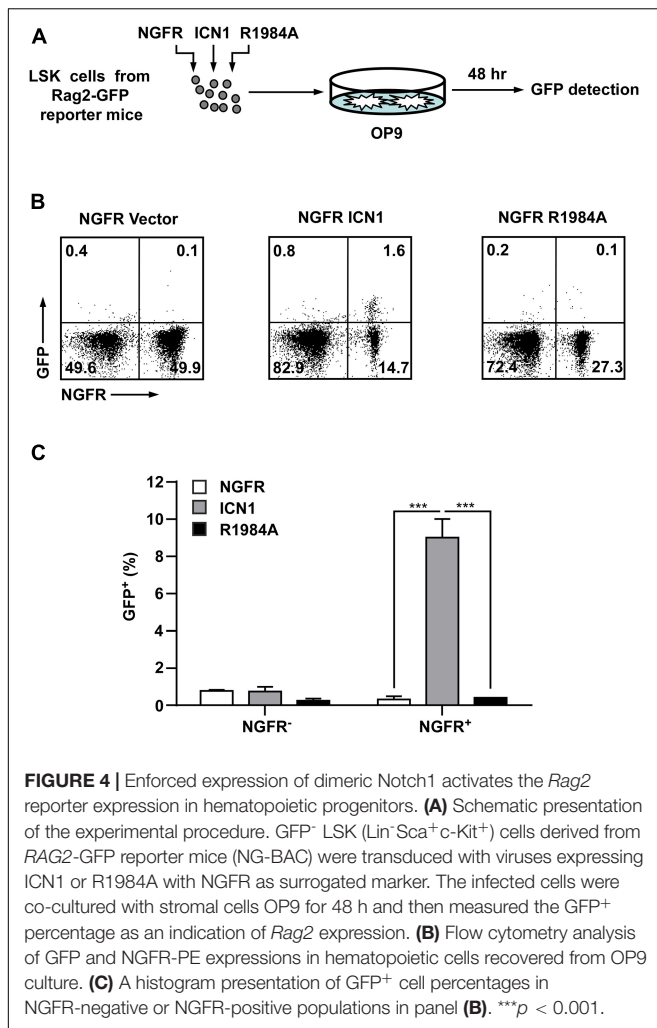 A
NGFR ICN1 R1984A
LSK cells from
Rag2-GFP
reporter mice
48 hr
GFP detection
OP9
B
NGFR Vector
NGFR ICN1
NGFR R1984A
0.4
0.1
0.8
1.6
0.2
0.1
GFP
49.6
49.9
82.9
14.7
72.4
27.3
NGFR
C
NGFR
ICN1
R1984A
GFP⁺ (%)
12
10
8
6
4
2
0
***
***
NGFR⁻
NGFR⁺
FIGURE 4 | Enforced expression of dimeric Notch1 activates the Rag2
reporter expression in hematopoietic progenitors. (A) Schematic presentation
of the experimental procedure. GFP⁻ LSK (Lin⁻Sca⁺c-Kit⁺) cells derived from
RAG2-GFP reporter mice (NG-BAC) were transduced with viruses expressing
ICN1 or R1984A with NGFR as surrogated marker. The infected cells were
co-cultured with stromal cells OP9 for 48 h and then measured the GFP⁺
percentage as an indication of Rag2 expression. (B) Flow cytometry analysis
of GFP and NGFR-PE expressions in hematopoietic cells recovered from OP9
culture. (C) A histogram presentation of GFP⁺ cell percentages in
NGFR-negative or NGFR-positive populations in panel (B). ***p < 0.001.